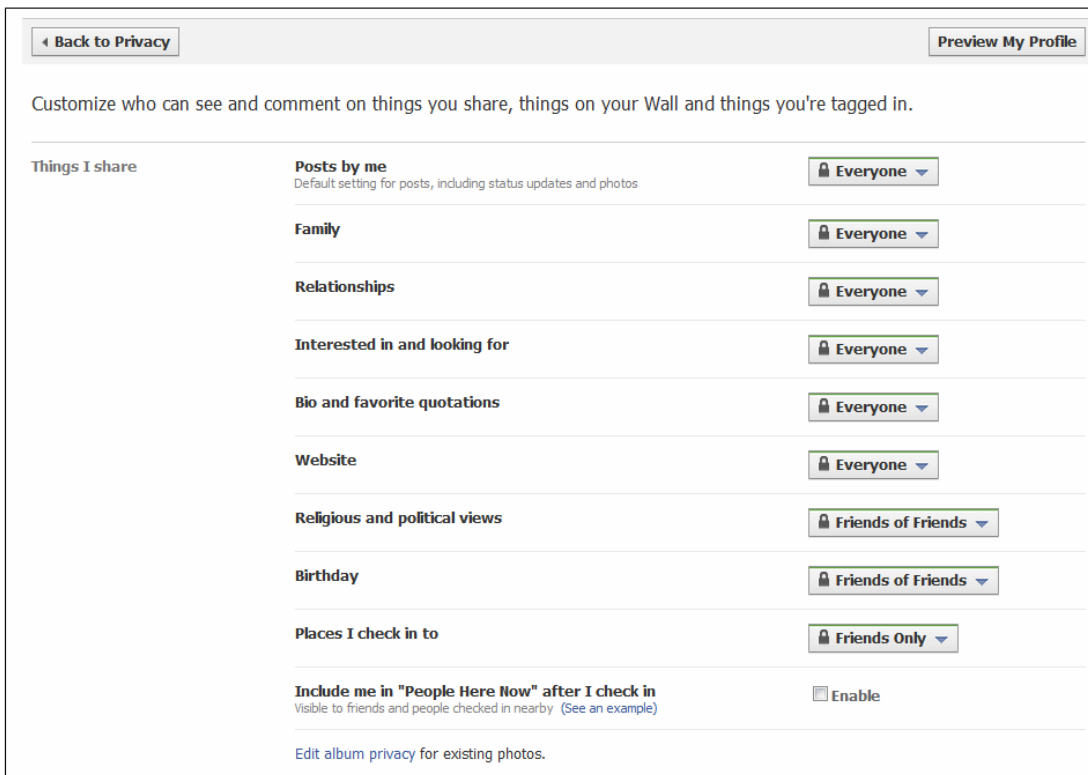 Back to Privacy
Preview My Profile
Customize who can see and comment on things you share, things on your Wall and things you're tagged in.
Things I share
Posts by me
Everyone
Default setting for posts, including status updates and photos
Family
Everyone
Relationships
Everyone
Interested in and looking for
Everyone
Bio and favorite quotations
Everyone
Website
Everyone
Religious and political views
Friends of Friends
Birthday
Friends of Friends
Places I check in to
Friends Only
Include me in "People Here Now" after I check in
Enable
Visible to friends and people checked in nearby (See an example)
Edit album privacy for existing photos.